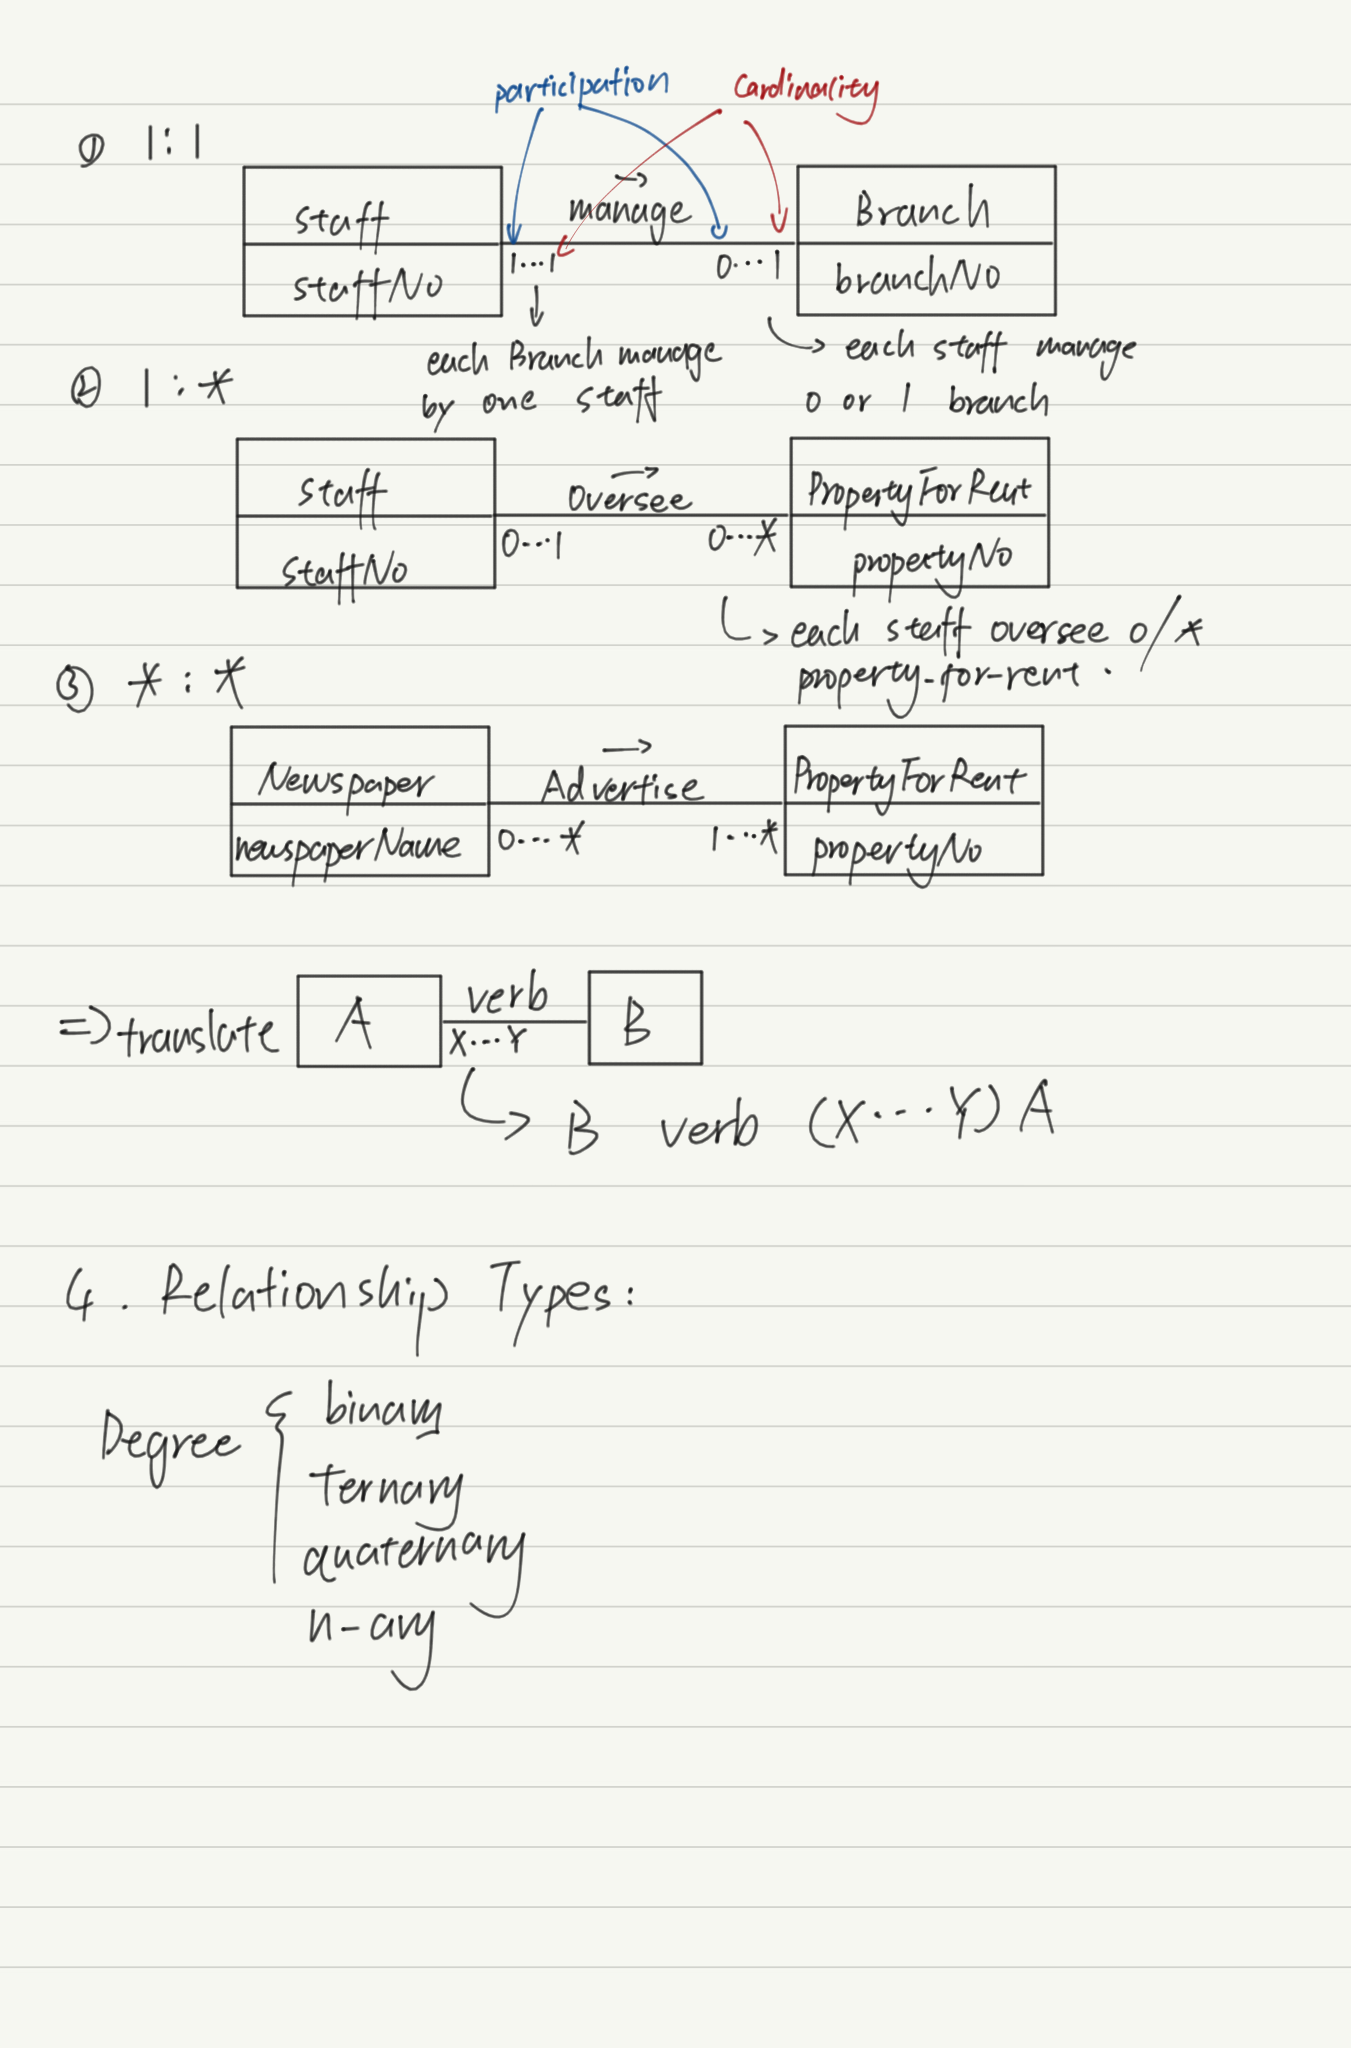 participation Cardinality
① 1:1
staff manage Branch
→
staffNo 1...1 0...1 branchNo
each Branch manage
by one staff
each staff manage
0 or 1 branch
② 1:*
staff Oversee PropertyForRent
→
staffNo 0...1 0...* propertyNo
each staff oversee 0/*
property-for-rent.
③ *:*
Newspaper Advertise PropertyForRent
→
newspaperName 0...* 1...* propertyNo
=> translate A verb B
X...Y
B verb (X...Y) A
4. Relationship Types:
Degree { binary
Ternary
quaternary
n-ary